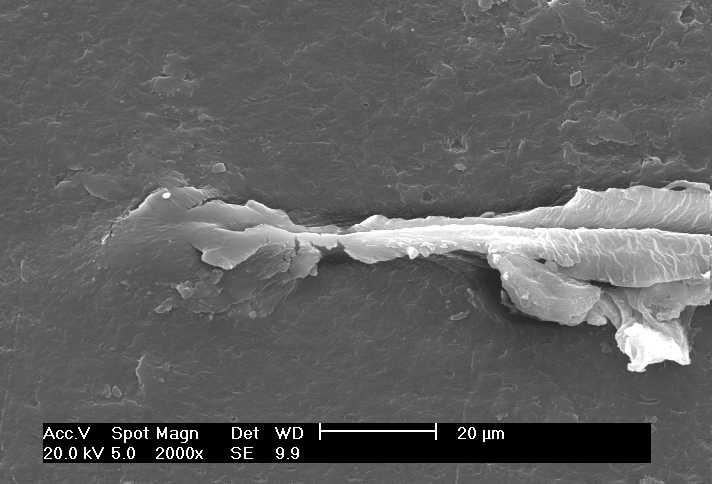 Acc.V Spot Magn Det WD 20 µm
20.0 kV 5.0 2000x SE 9.9